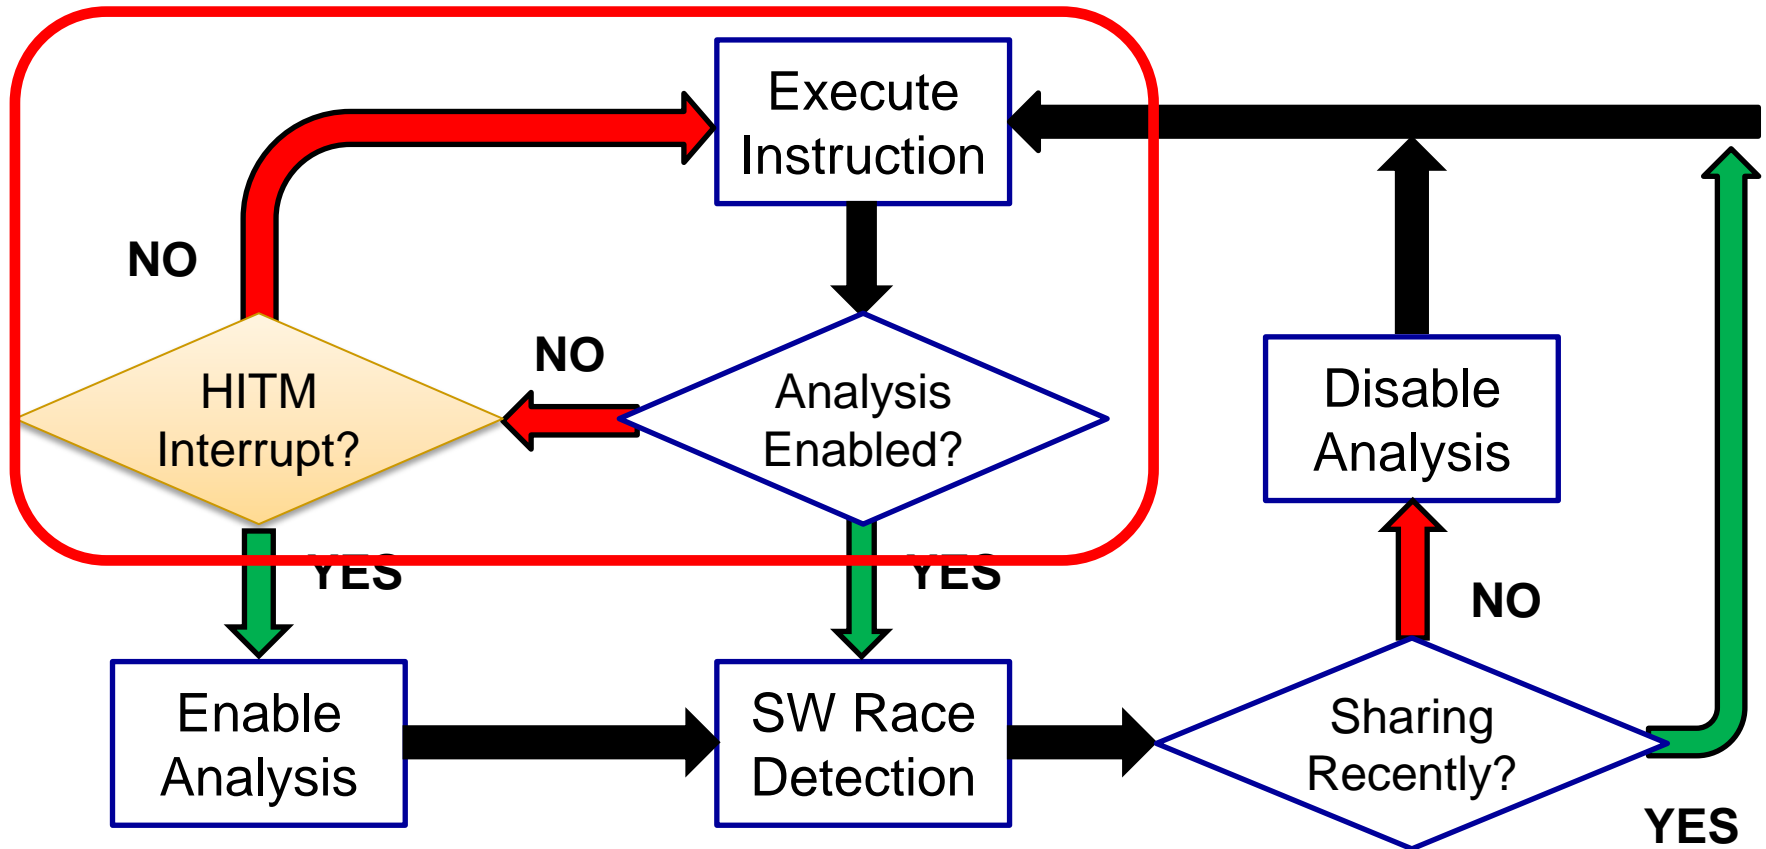 Execute
Instruction
NO
NO
HITM
Interrupt?
Analysis
Enabled?
Disable
Analysis
YES
YES
NO
Enable
Analysis
SW Race
Detection
Sharing
Recently?
YES